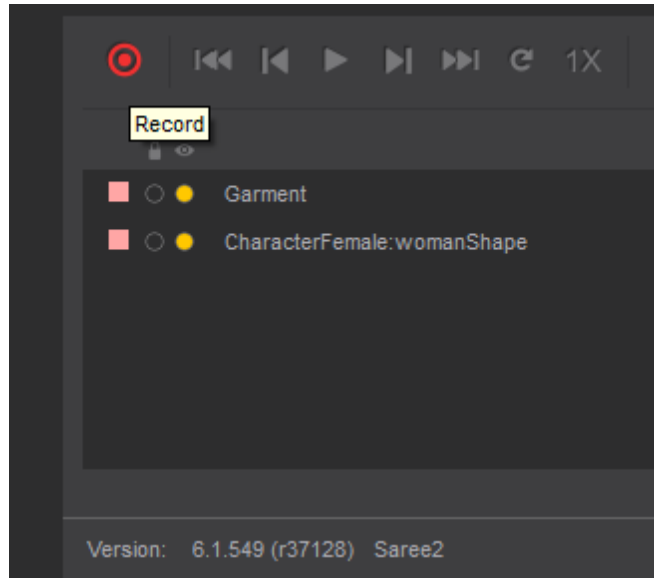 1X
Record
Garment
CharacterFemale:womanShape
Version: 6.1.549 (r37128) Saree2